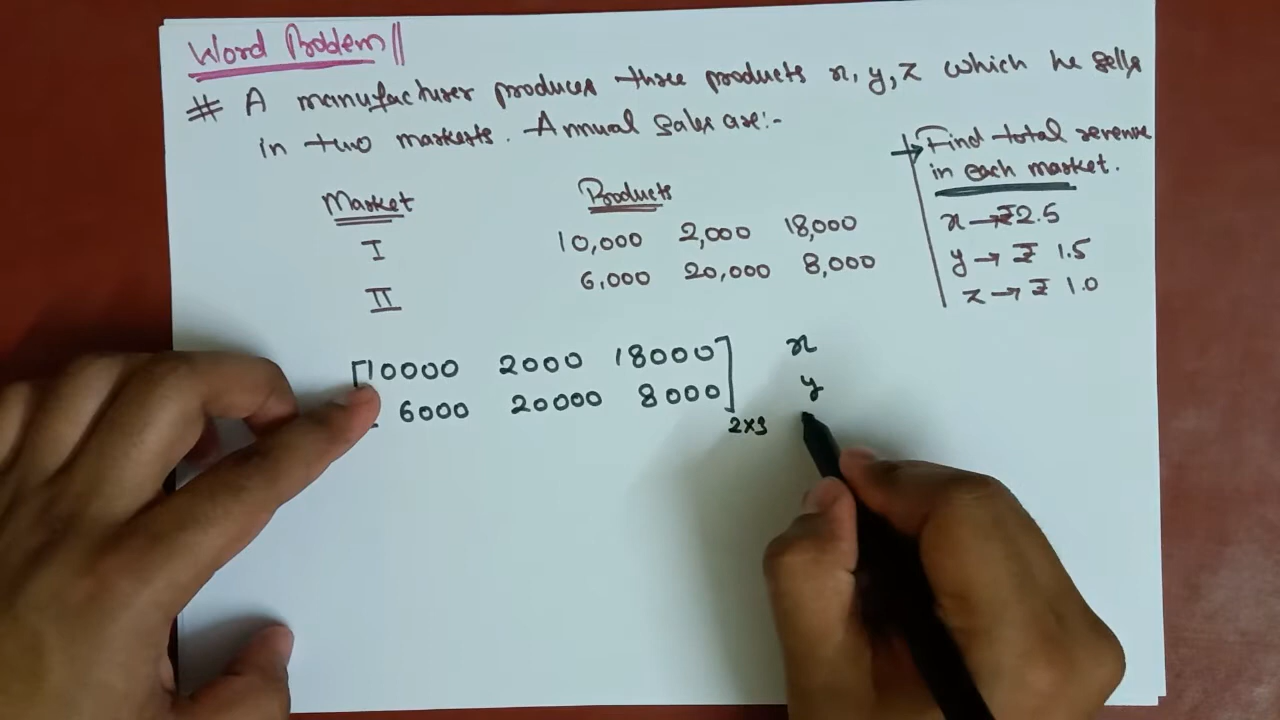 Word Problem ||
# A manufacturer produces three products x, y, z which he sells
in two markets. Annual Sales are:-
→ Find total revenue
in each market.
x → ₹2.5
y → ₹ 1.5
z → ₹ 1.0
Market Products
I 10,000 2,000 18,000
II 6,000 20,000 8,000
[10000 2000 18000] x
6000 20000 8000 y
2×3